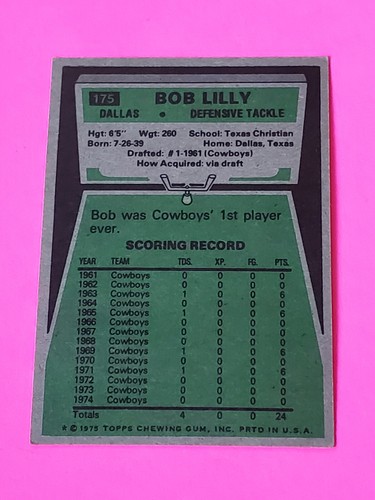 175 BOB LILLY
DALLAS • DEFENSIVE TACKLE
Hgt: 6'5" Wgt: 260 School: Texas Christian
Born: 7-26-39 Home: Dallas, Texas
Drafted: #1-1961 (Cowboys)
How Acquired: via draft
Bob was Cowboys' 1st player
ever.
SCORING RECORD
YEAR TEAM TDS. XP. FG. PTS.
1961 Cowboys 0 0 0 0
1962 Cowboys 0 0 0 0
1963 Cowboys 1 0 0 6
1964 Cowboys 0 0 0 0
1965 Cowboys 1 0 0 6
1966 Cowboys 0 0 0 0
1967 Cowboys 0 0 0 0
1968 Cowboys 0 0 0 0
1969 Cowboys 1 0 0 6
1970 Cowboys 0 0 0 0
1971 Cowboys 1 0 0 6
1972 Cowboys 0 0 0 0
1973 Cowboys 0 0 0 0
1974 Cowboys 0 0 0 0
Totals 4 0 0 24
★ © 1975 TOPPS CHEWING GUM, INC. PRTD IN U.S.A.